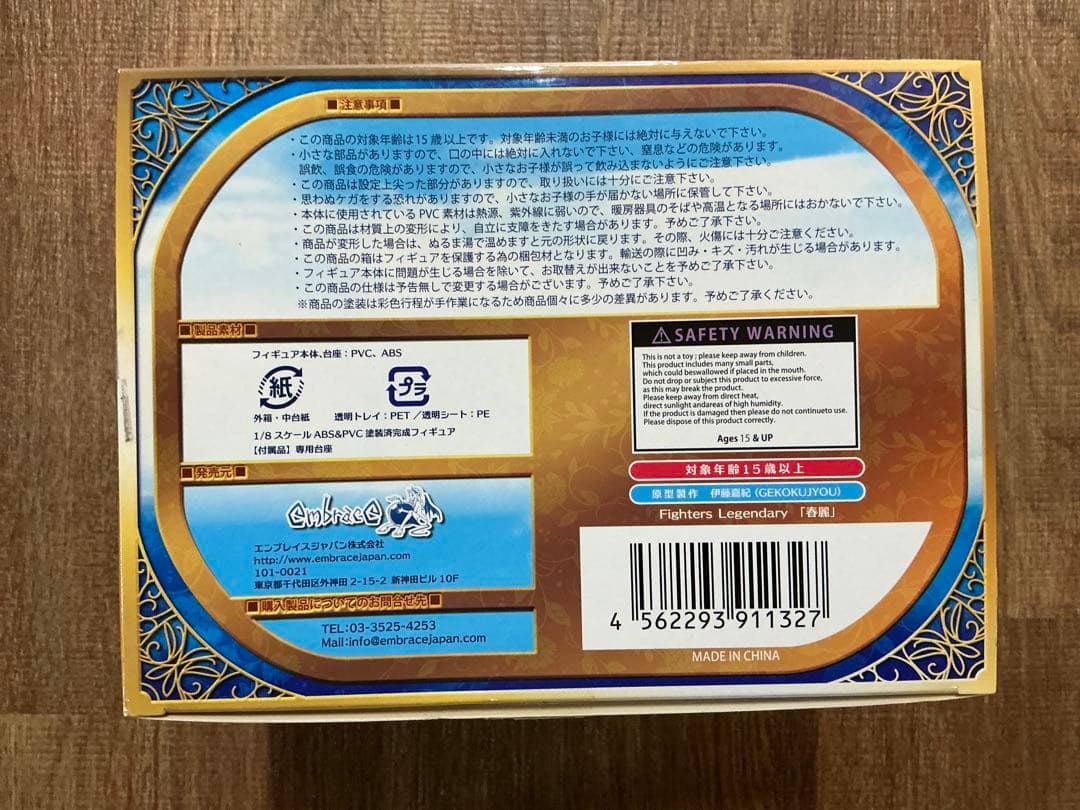 ■注意事項■
・この商品の対象年齢は15歳以上です。対象年齢未満のお子様には絶対に与えないで下さい。
・小さな部品がありますので、口の中には絶対に入れないで下さい、窒息などの危険があります。
誤飲、誤食の危険がありますので、小さなお子様が誤って飲み込まないようにご注意下さい。
・この商品は設定上尖った部分がありますので、取り扱いには十分にご注意下さい。
・思わぬケガをする恐れがありますので、小さなお子様の手が届かない場所に保管して下さい。
・本体に使用されているPVC素材は熱源、紫外線に弱いので、暖房器具のそばや高温となる場所にはおかないで下さい。
・この商品は材質上の変形により、自立に支障をきたす場合があります。予めご了承下さい。
・商品が変形した場合は、ぬるま湯で温めますと元の形状に戻ります。その際、火傷には十分ご注意ください。
・この商品の箱はフィギュアを保護する為の梱包材となります。輸送の際に凹み・キズ・汚れが生じる場合があります。
・フィギュア本体に問題が生じる場合を除いて、お取替えが出来ないことを予めご了承下さい。
・この商品の仕様は予告無しで変更する場合がございます。予めご了承下さい。
※商品の塗装は彩色行程が手作業になるため商品個々に多少の差異があります。予めご了承ください。
■製品素材■
フィギュア本体、台座：PVC、ABS
紙
プラ
外箱・中台紙 透明トレイ：PET／透明シート：PE
1/8スケールABS&PVC塗装済完成フィギュア
【付属品】専用台座
■発売元■
embrace
エンブレイスジャパン株式会社
http://www.embracejapan.com
101-0021
東京都千代田区外神田2-15-2 新神田ビル10F
■購入製品についてのお問合せ先■
TEL:03-3525-4253
Mail:info@embracejapan.com
SAFETY WARNING
This is not a toy ; please keep away from children.
This product includes many small parts,
which could beswallowed if placed in the mouth.
Do not drop or subject this product to excessive force,
as this may break the product.
Please keep away from direct heat,
direct sunlight andareas of high humidity.
If the product is damaged then please do not continueto use.
Please dispose of this product correctly.
Ages 15 & UP
対象年齢15歳以上
原型製作 伊藤嘉紀（GEKOKUJYOU）
Fighters Legendary 「春麗」
4 562293 911327
MADE IN CHINA